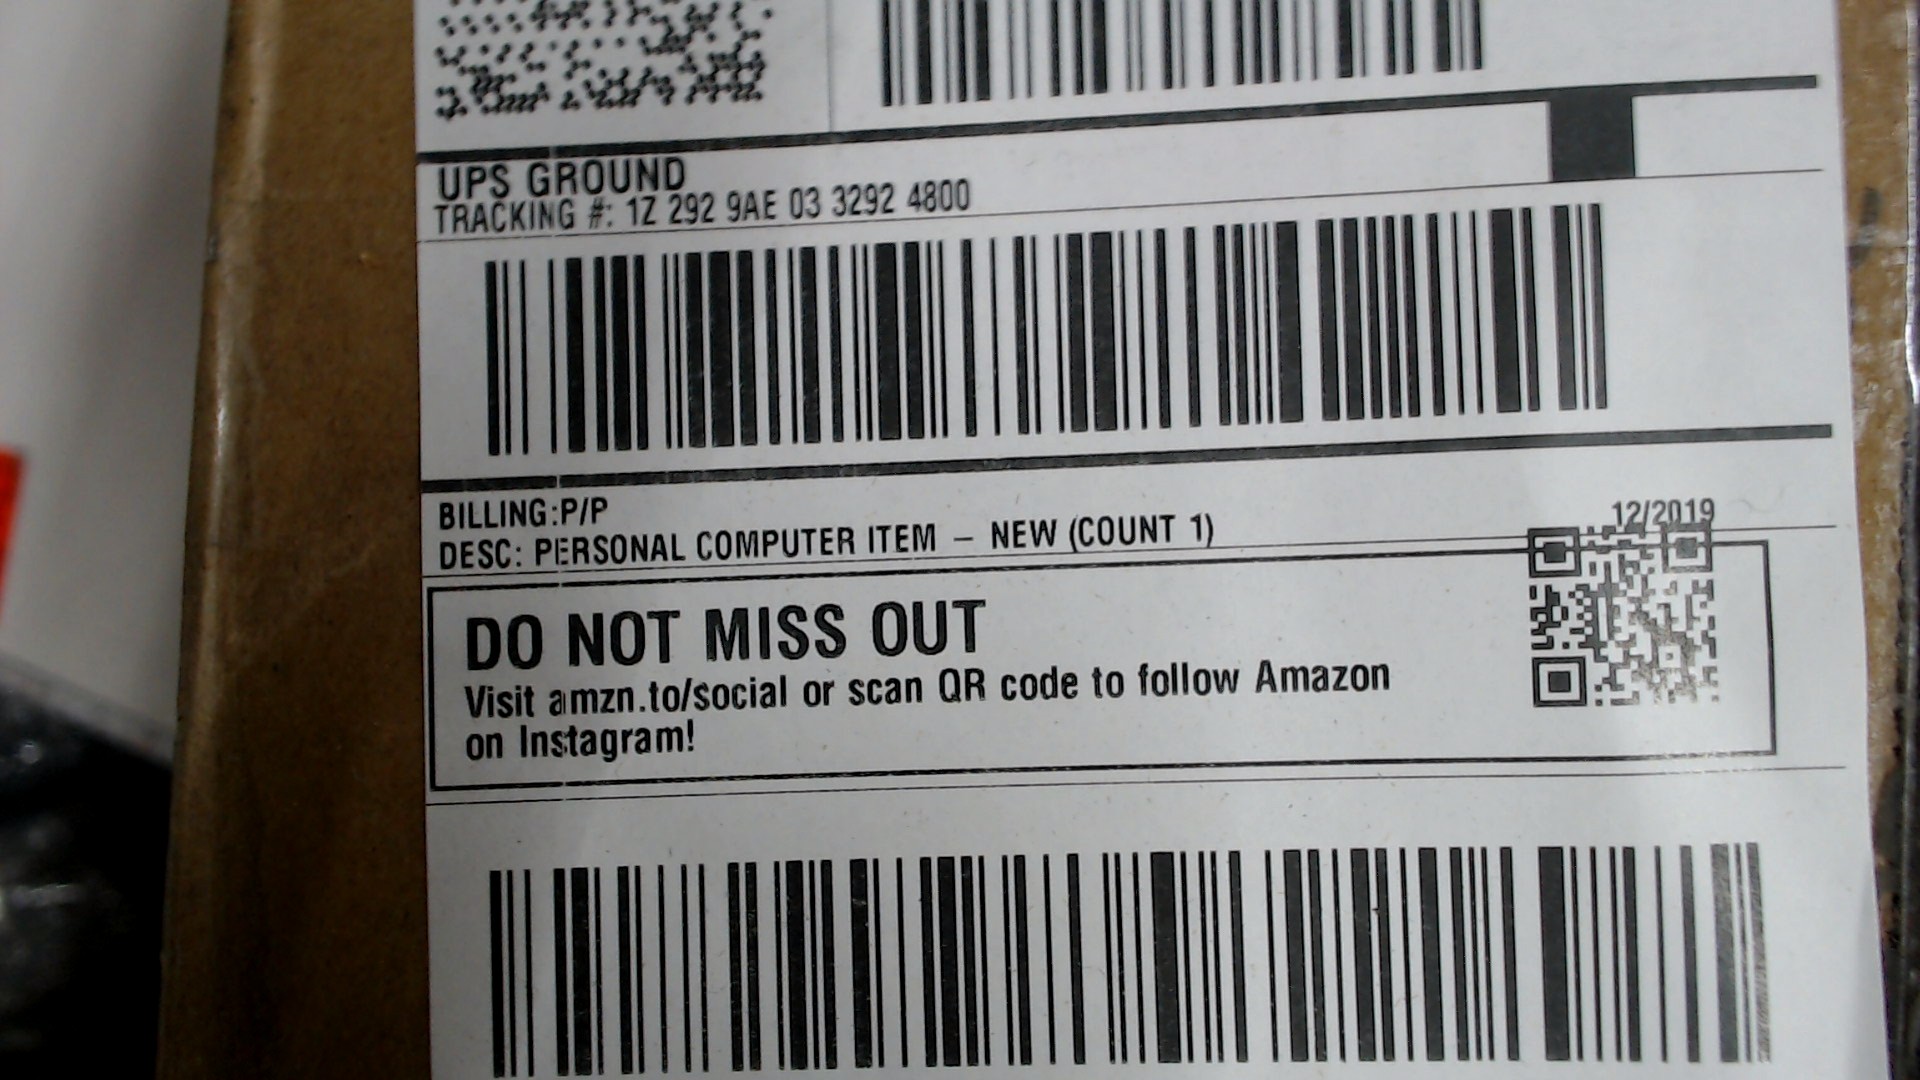 UPS GROUND
TRACKING #: 1Z 292 9AE 03 3292 4800
BILLING:P/P
DESC: PERSONAL COMPUTER ITEM – NEW (COUNT 1)
12/2019
DO NOT MISS OUT
Visit amzn.to/social or scan QR code to follow Amazon
on Instagram!